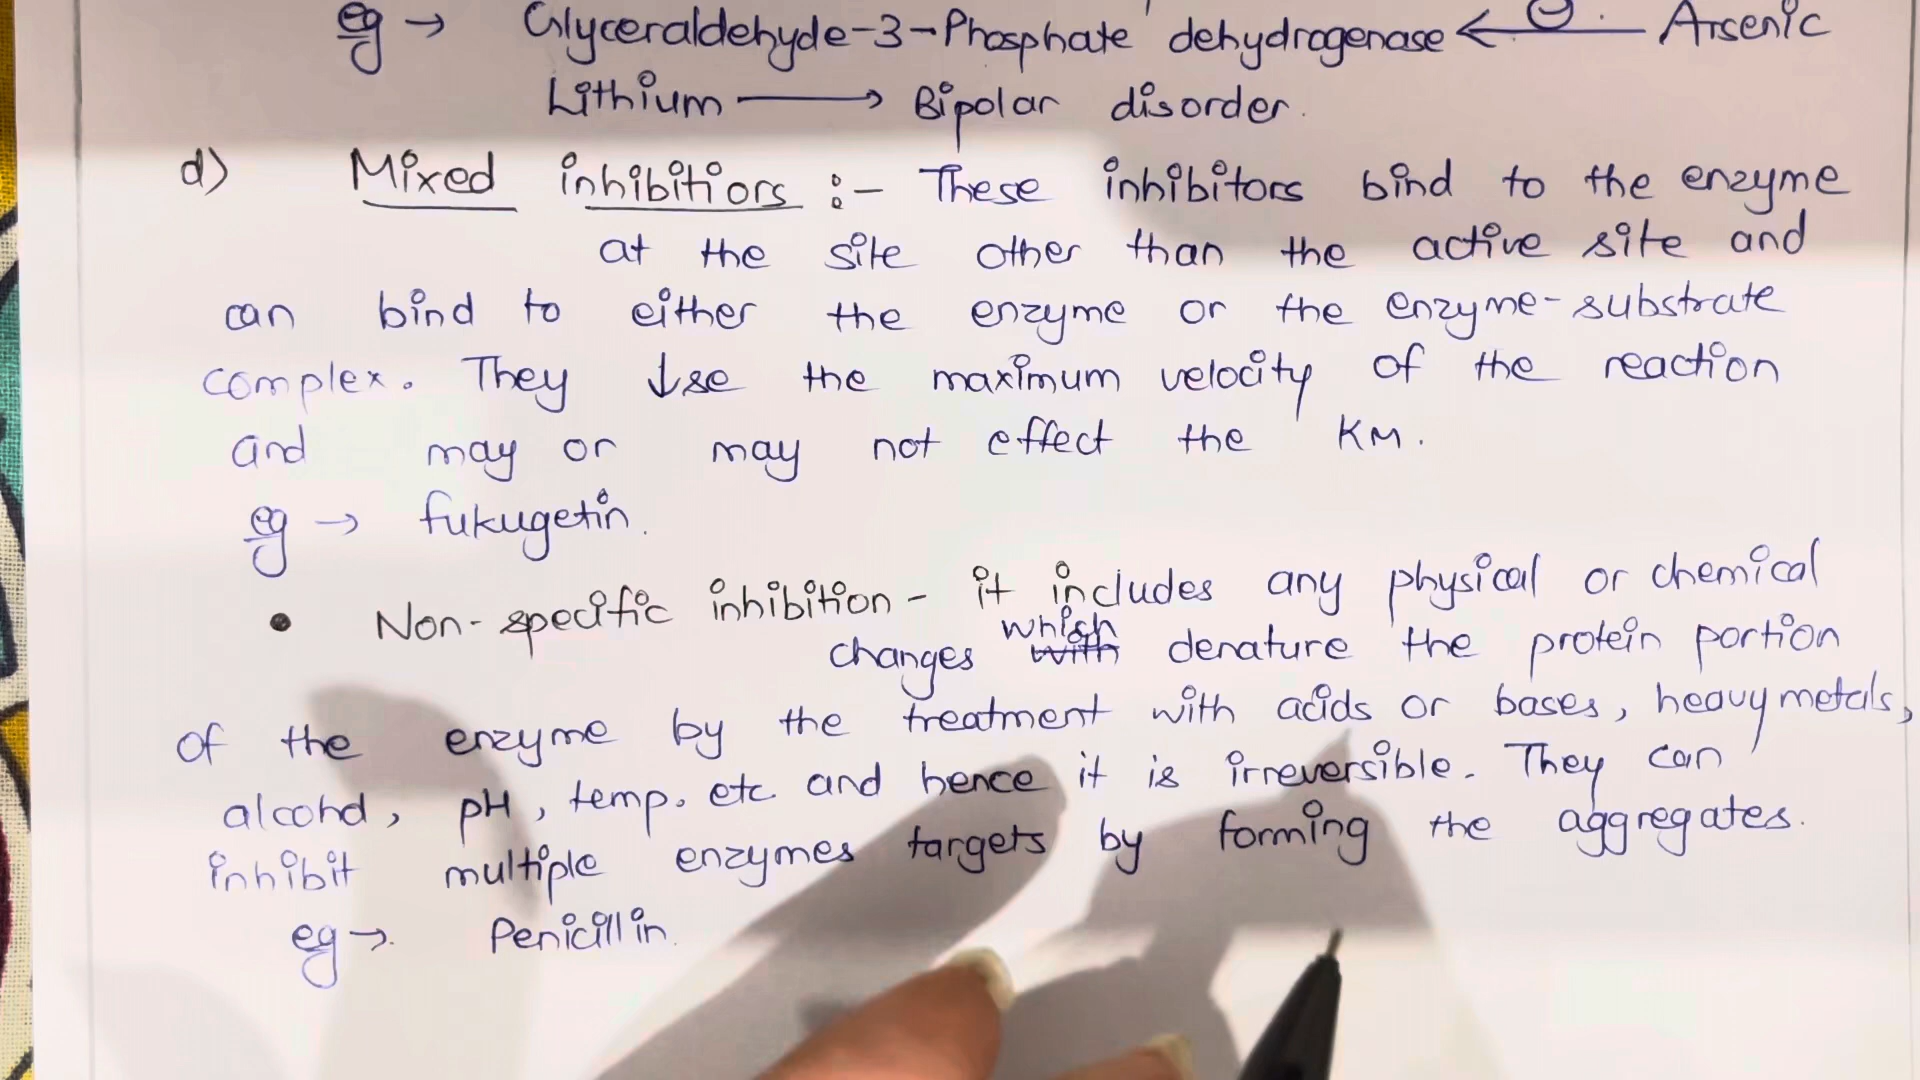 eg → Glyceraldehyde-3-Phosphate dehydrogenase ←⊖ Arsenic
Lithium → Bipolar disorder.
d) Mixed inhibitiors :- These inhibitors bind to the enzyme
at the site other than the active site and
can bind to either the enzyme or the enzyme-substrate
complex. They ↓se the maximum velocity of the reaction
and may or may not effect the KM.
eg → fukugetin.
• Non-specific inhibition - it includes any physical or chemical
changes with which denature the protein portion
of the enzyme by the treatment with acids or bases, heavy metals,
alcohol, pH, temp. etc and hence it is irreversible. They can
inhibit multiple enzymes targets by forming the aggregates.
eg → Penicillin.